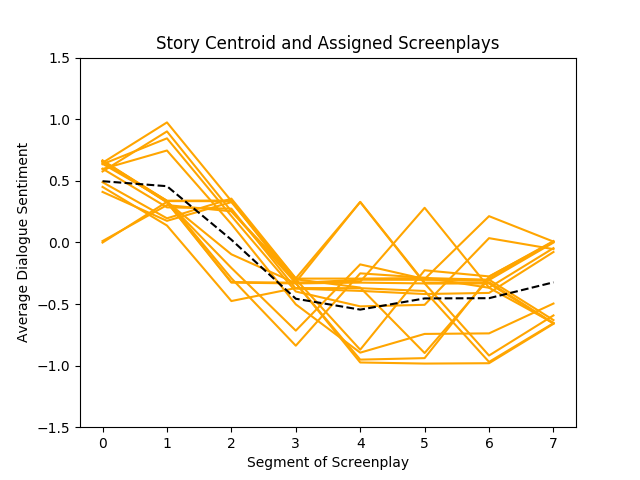 Story Centroid and Assigned Screenplays
1.5
1.0
0.5
0.0
−0.5
−1.0
−1.5
Average Dialogue Sentiment
0 1 2 3 4 5 6 7
Segment of Screenplay